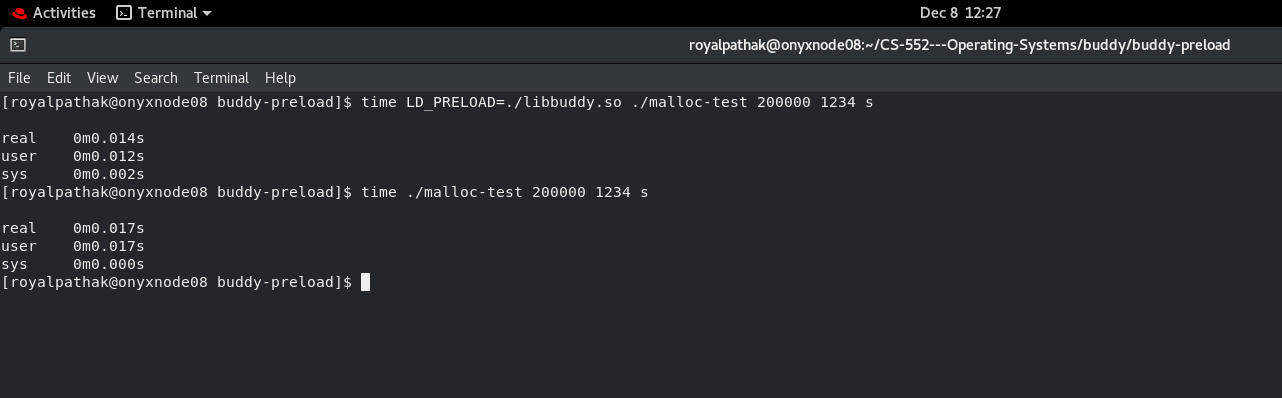 Activities Terminal Dec 8 12:27
royalpathak@onyxnode08:~/CS-552---Operating-Systems/buddy/buddy-preload
File Edit View Search Terminal Help
[royalpathak@onyxnode08 buddy-preload]$ time LD_PRELOAD=./libbuddy.so ./malloc-test 200000 1234 s
real 0m0.014s
user 0m0.012s
sys 0m0.002s
[royalpathak@onyxnode08 buddy-preload]$ time ./malloc-test 200000 1234 s
real 0m0.017s
user 0m0.017s
sys 0m0.000s
[royalpathak@onyxnode08 buddy-preload]$